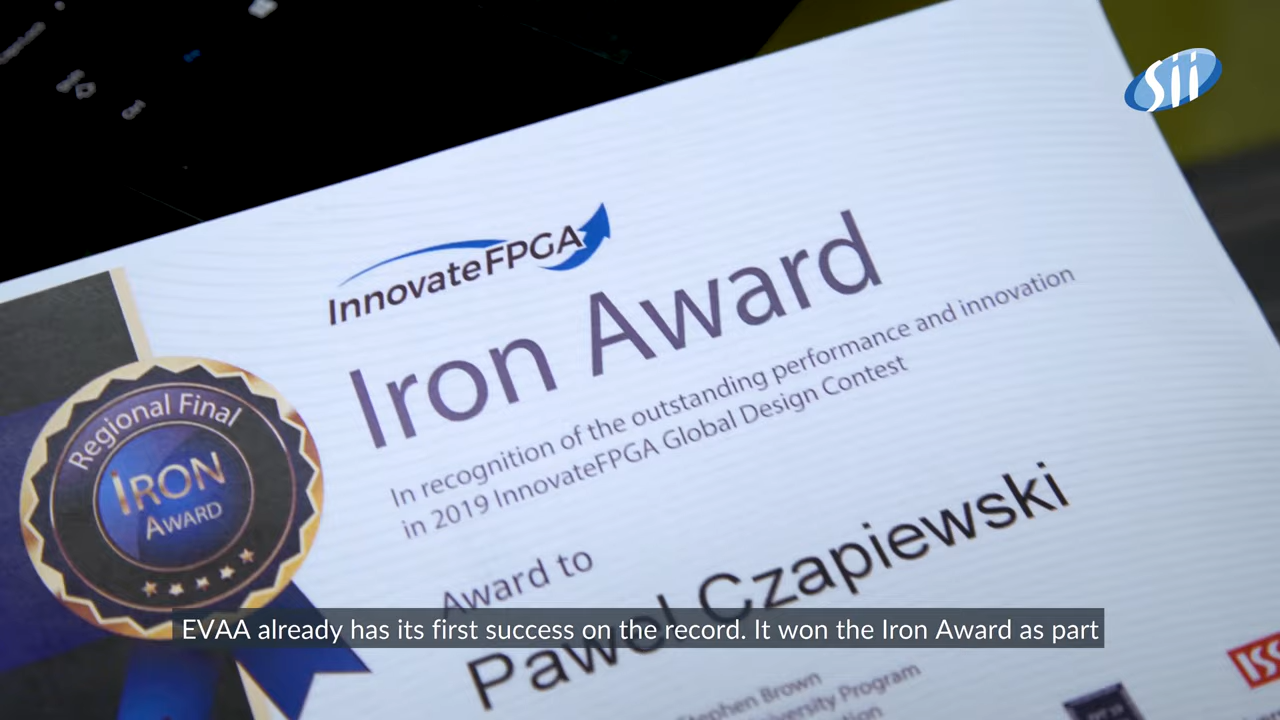 Sii
InnovateFPGA
Iron Award
In recognition of the outstanding performance and innovation
in 2019 InnovateFPGA Global Design Contest
Regional Final
IRON
AWARD
Award to
Pawel Czapiewski
EVAA already has its first success on the record. It won the Iron Award as part
Stephen Brown
University Program
ISS